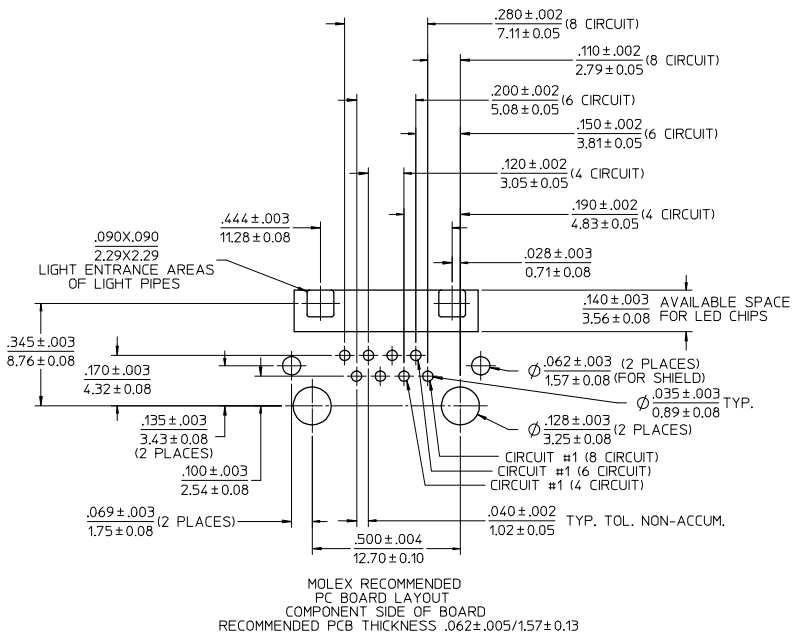 .280±.002 (8 CIRCUIT)
7.11±0.05
.110±.002 (8 CIRCUIT)
2.79±0.05
.200±.002 (6 CIRCUIT)
5.08±0.05
.150±.002 (6 CIRCUIT)
3.81±0.05
.120±.002 (4 CIRCUIT)
3.05±0.05
.190±.002 (4 CIRCUIT)
4.83±0.05
.444±.003
11.28±0.08
.090X.090
2.29X2.29
LIGHT ENTRANCE AREAS
OF LIGHT PIPES
.028±.003
0.71±0.08
.140±.003 AVAILABLE SPACE
3.56±0.08 FOR LED CHIPS
.345±.003
8.76±0.08
.170±.003
4.32±0.08
Ø .062±.003 (2 PLACES)
1.57±0.08 (FOR SHIELD)
Ø .035±.003 TYP.
0.89±0.08
.135±.003
3.43±0.08
(2 PLACES)
Ø .128±.003 (2 PLACES)
3.25±0.08
CIRCUIT #1 (8 CIRCUIT)
CIRCUIT #1 (6 CIRCUIT)
CIRCUIT #1 (4 CIRCUIT)
.100±.003
2.54±0.08
.069±.003 (2 PLACES)
1.75±0.08
.040±.002 TYP. TOL. NON-ACCUM.
1.02±0.05
.500±.004
12.70±0.10
MOLEX RECOMMENDED
PC BOARD LAYOUT
COMPONENT SIDE OF BOARD
RECOMMENDED PCB THICKNESS .062±.005/1.57±0.13